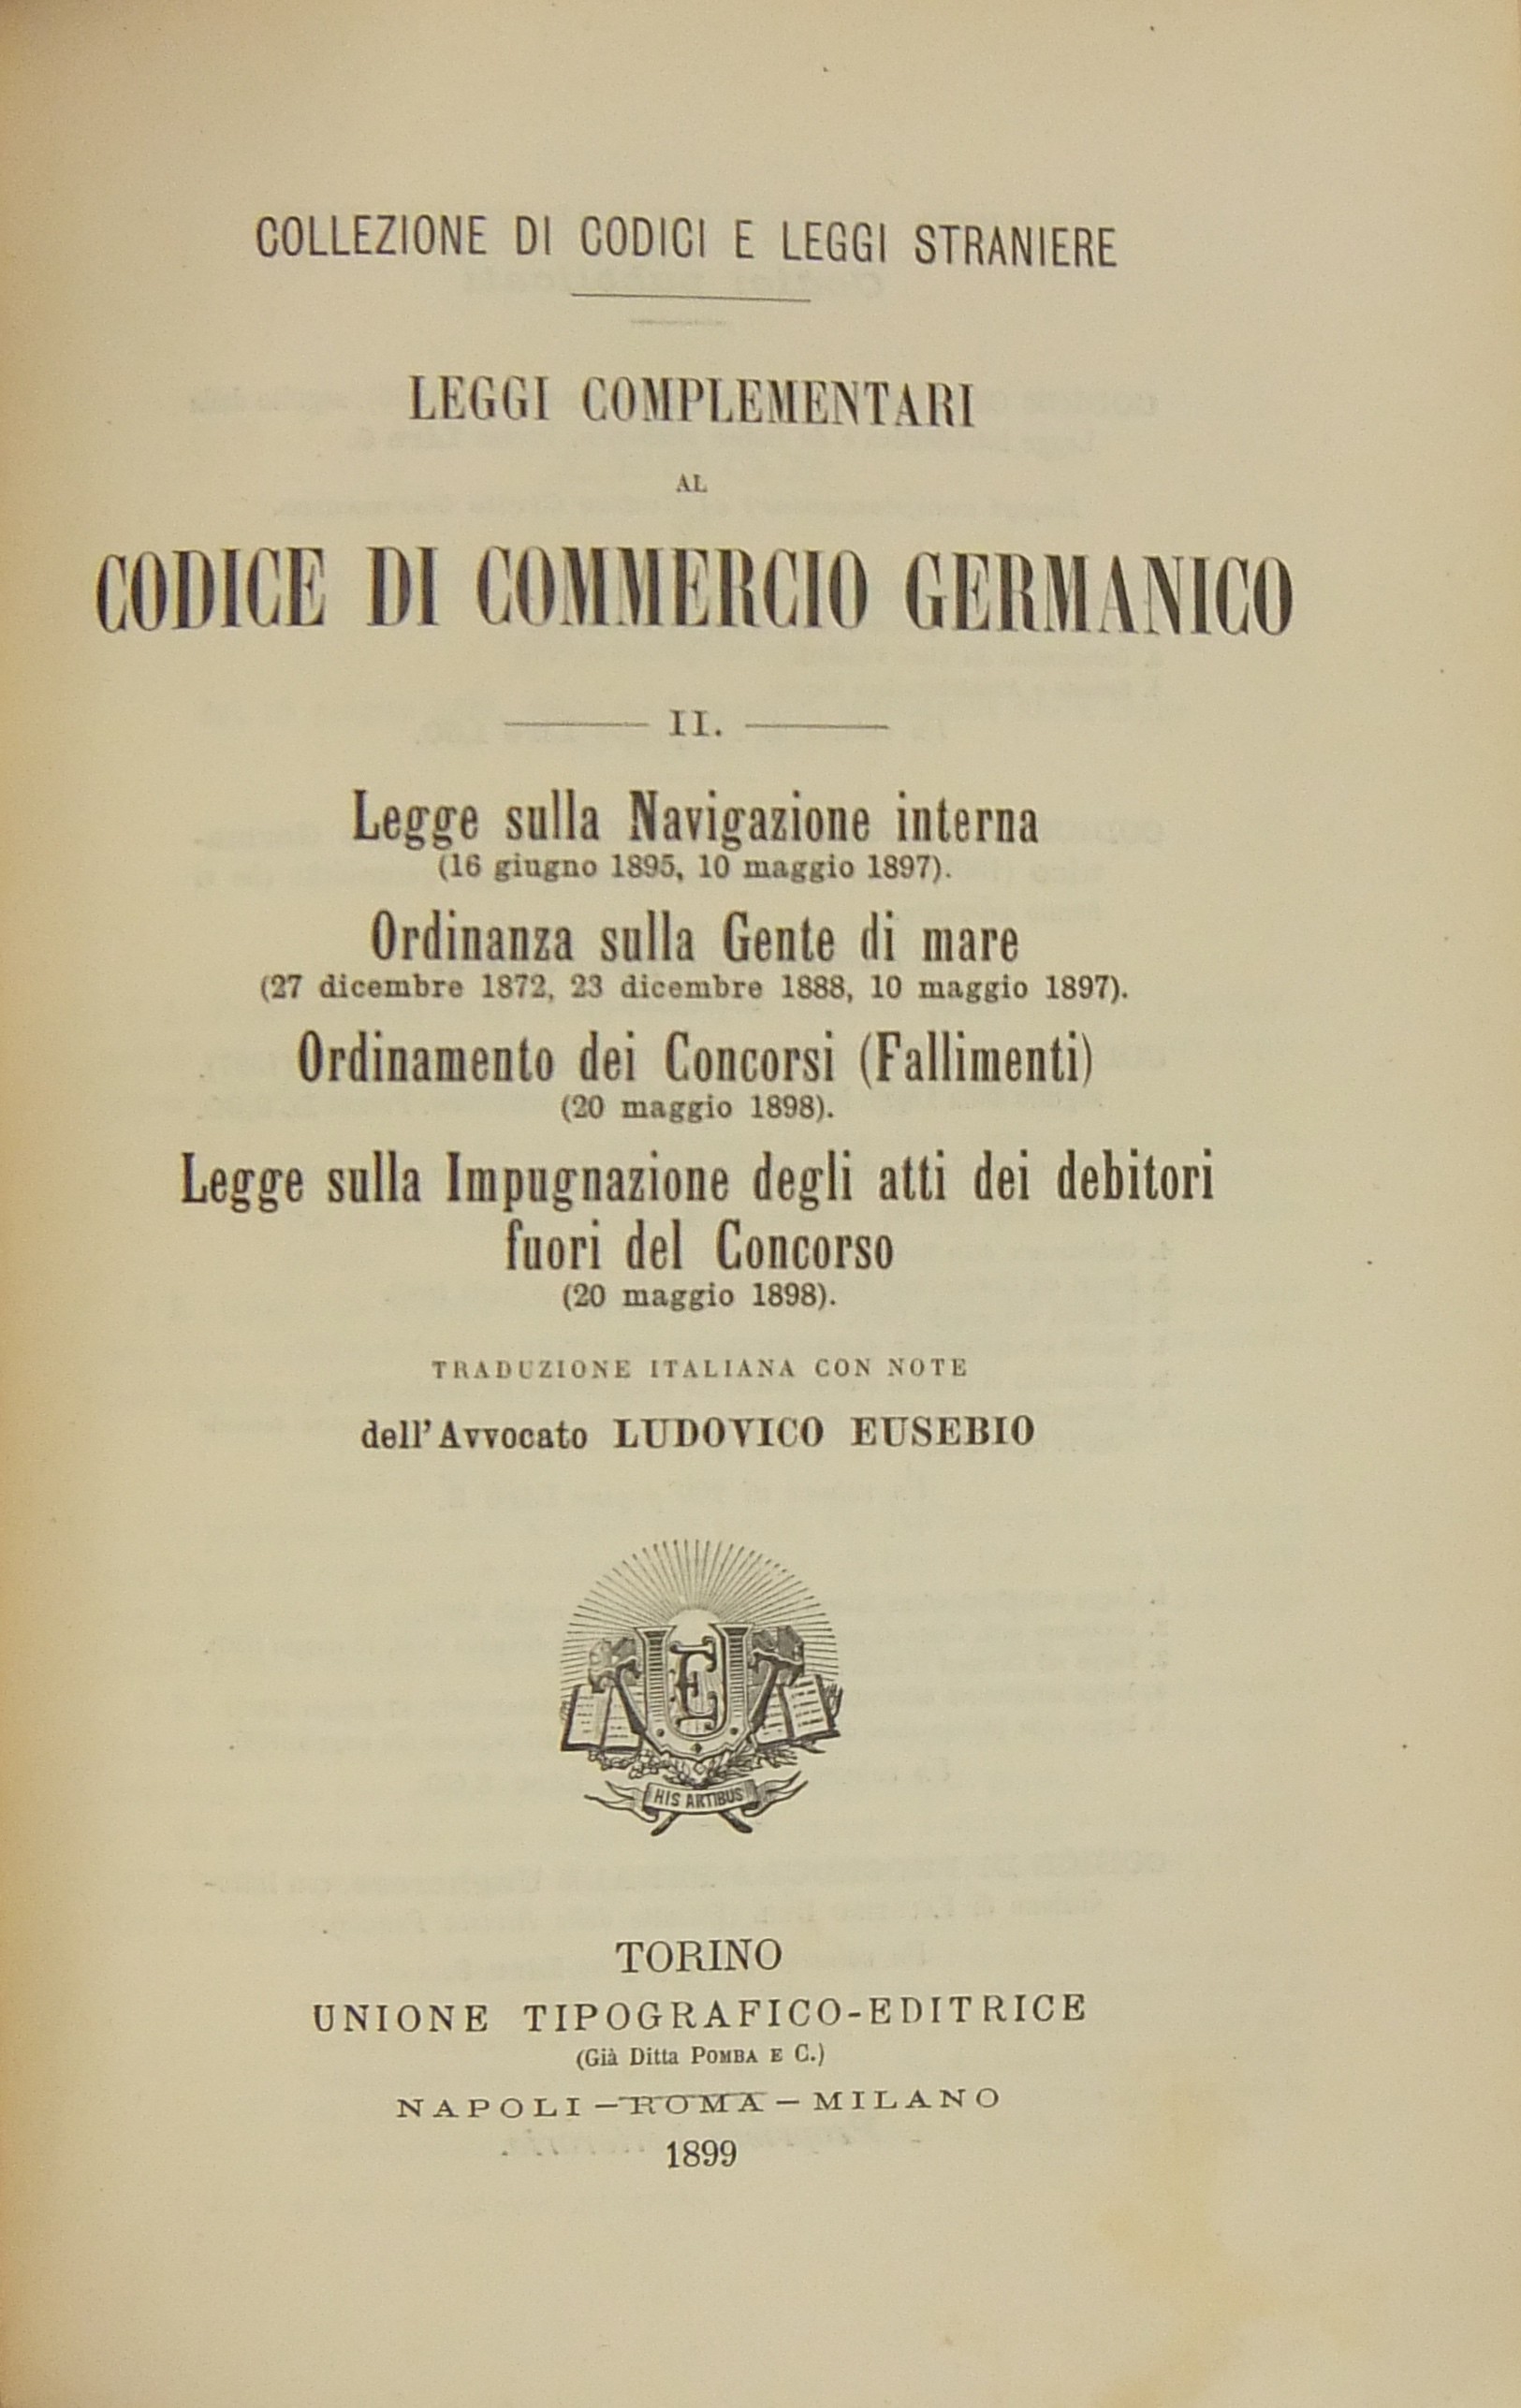 COLLEZIONE DI CODICI E LEGGI STRANIERE
LEGGI COMPLEMENTARI
AL
CODICE DI COMMERCIO GERMANICO
II.
Legge sulla Navigazione interna
(16 giugno 1895, 10 maggio 1897).
Ordinanza sulla Gente di mare
(27 dicembre 1872, 23 dicembre 1888, 10 maggio 1897).
Ordinamento dei Concorsi (Fallimenti)
(20 maggio 1898).
Legge sulla Impugnazione degli atti dei debitori
fuori del Concorso
(20 maggio 1898).
TRADUZIONE ITALIANA CON NOTE
dell'Avvocato LUDOVICO EUSEBIO
UE
HIS ARTIBUS
TORINO
UNIONE TIPOGRAFICO-EDITRICE
(Già Ditta POMBA E C.)
NAPOLI — ROMA — MILANO
1899